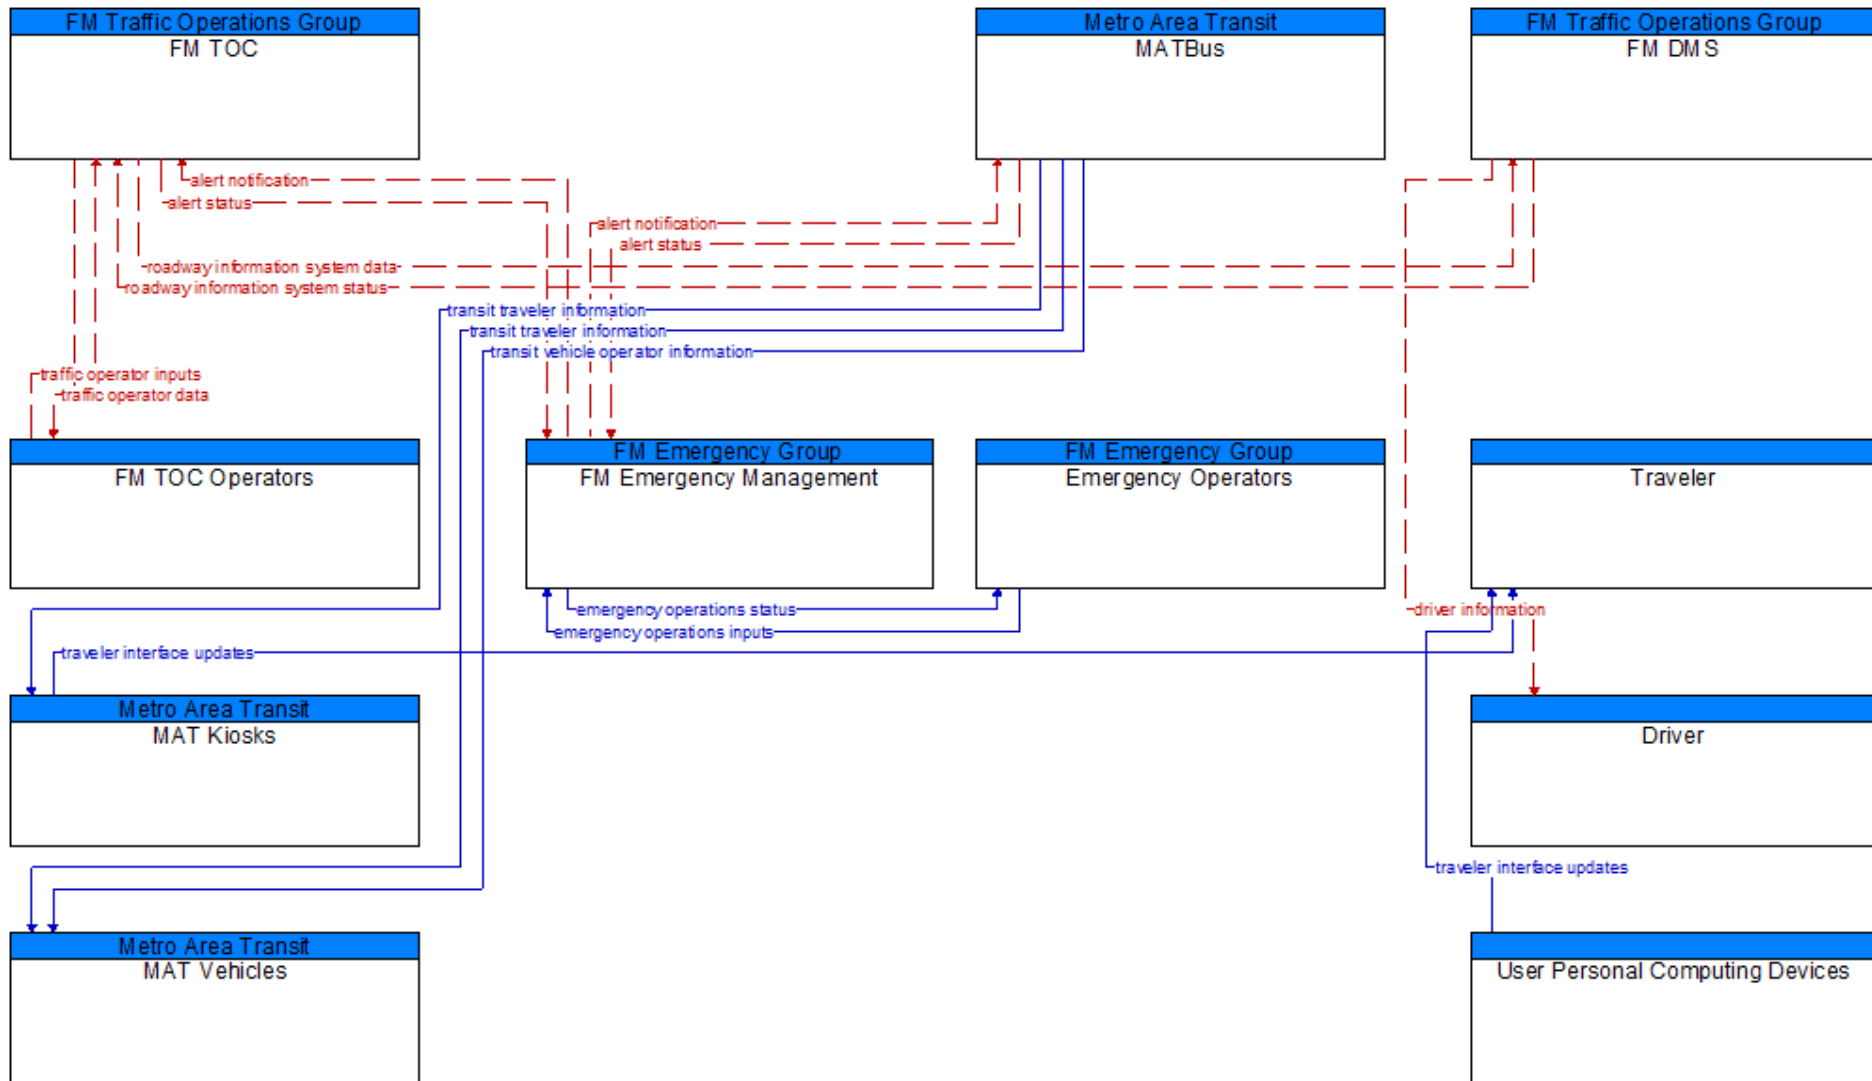 FM Traffic Operations Group
FM TOC
Metro Area Transit
MATBus
FM Traffic Operations Group
FM DMS
alert notification
alert status
alert notification
alert status
roadway information system data
roadway information system status
transit traveler information
transit traveler information
transit vehicle operator information
traffic operator inputs
traffic operator data
FM TOC Operators
FM Emergency Group
FM Emergency Management
FM Emergency Group
Emergency Operators
Traveler
emergency operations status
emergency operations inputs
driver information
traveler interface updates
Metro Area Transit
MAT Kiosks
Driver
traveler interface updates
Metro Area Transit
MAT Vehicles
User Personal Computing Devices